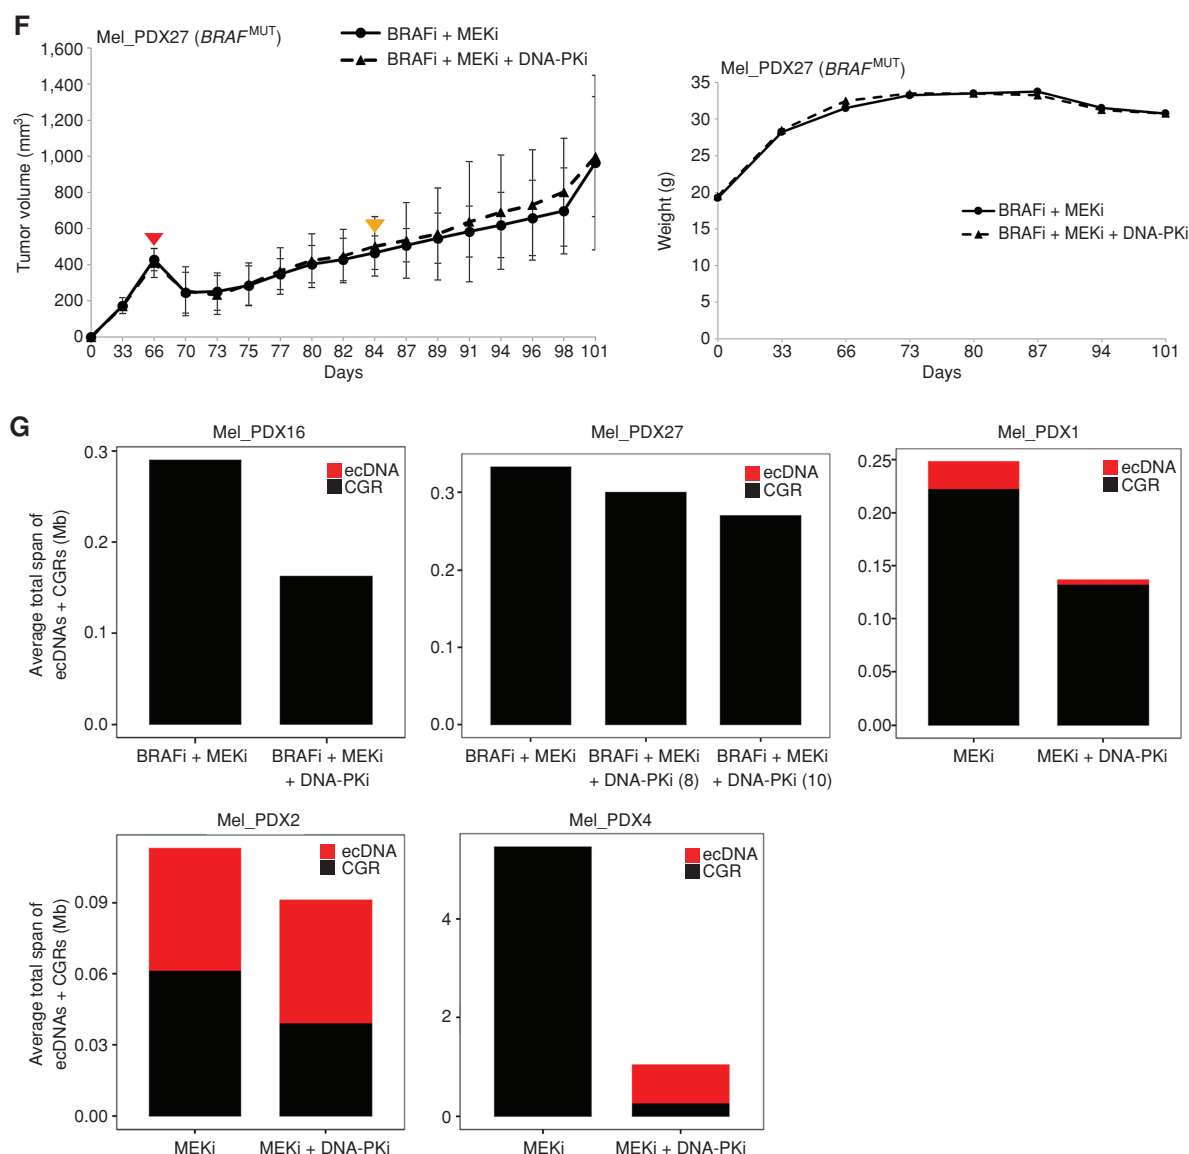 F
Mel_PDX27 (BRAF^MUT)
BRAFi + MEKi
BRAFi + MEKi + DNA-PKi
Tumor volume (mm³)
1,600
1,400
1,200
1,000
800
600
400
200
0
0 33 66 70 73 75 77 80 82 84 87 89 91 94 96 98 101
Days
Mel_PDX27 (BRAF^MUT)
Weight (g)
35
30
25
20
15
10
5
0
BRAFi + MEKi
BRAFi + MEKi + DNA-PKi
0 33 66 73 80 87 94 101
Days
G
Mel_PDX16
Average total span of
ecDNAs + CGRs (Mb)
0.3
0.2
0.1
0.0
ecDNA
CGR
BRAFi + MEKi
BRAFi + MEKi
+ DNA-PKi
Mel_PDX27
0.3
0.2
0.1
0.0
ecDNA
CGR
BRAFi + MEKi
BRAFi + MEKi
+ DNA-PKi (8)
BRAFi + MEKi
+ DNA-PKi (10)
Mel_PDX1
0.25
0.20
0.15
0.10
0.05
0.00
ecDNA
CGR
MEKi
MEKi + DNA-PKi
Mel_PDX2
Average total span of
ecDNAs + CGRs (Mb)
0.09
0.06
0.03
0.00
ecDNA
CGR
MEKi
MEKi + DNA-PKi
Mel_PDX4
4
2
0
ecDNA
CGR
MEKi
MEKi + DNA-PKi